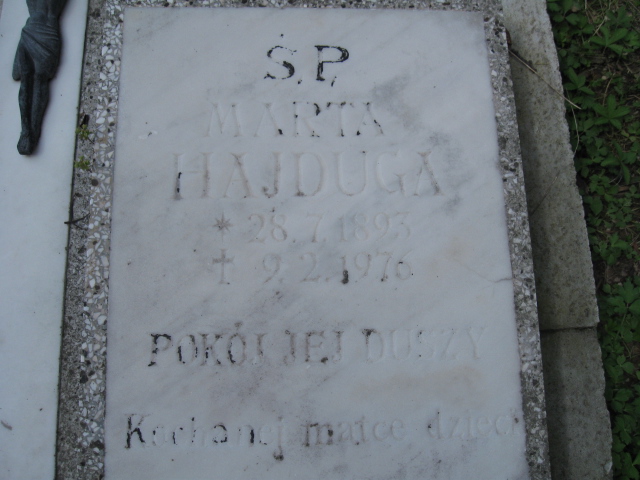 Ś.P.
MARTA
HAJDUGA
* 28.7.1893
† 9.2.1976
POKÓJ JEJ DUSZY
Kochanej matce dzieci